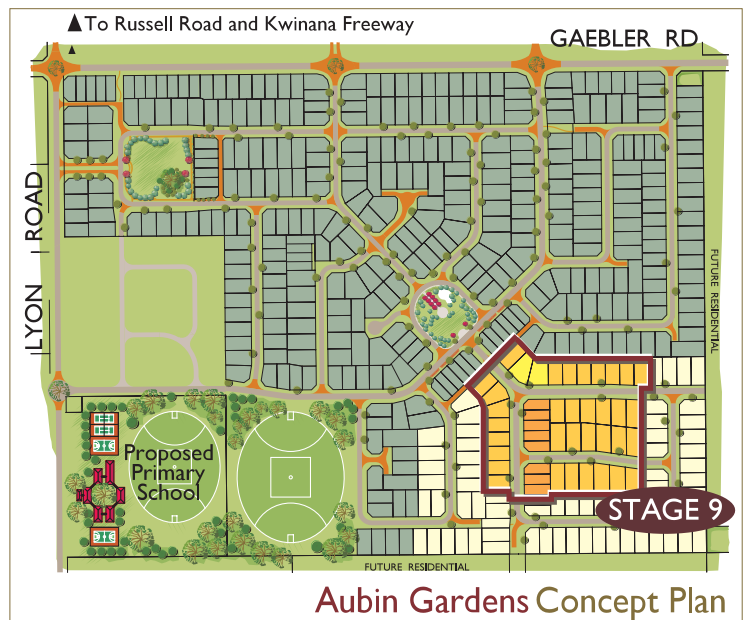 To Russell Road and Kwinana Freeway
GAEBLER RD
LYON ROAD
FUTURE RESIDENTIAL
Proposed
Primary
School
STAGE 9
FUTURE RESIDENTIAL
Aubin Gardens Concept Plan